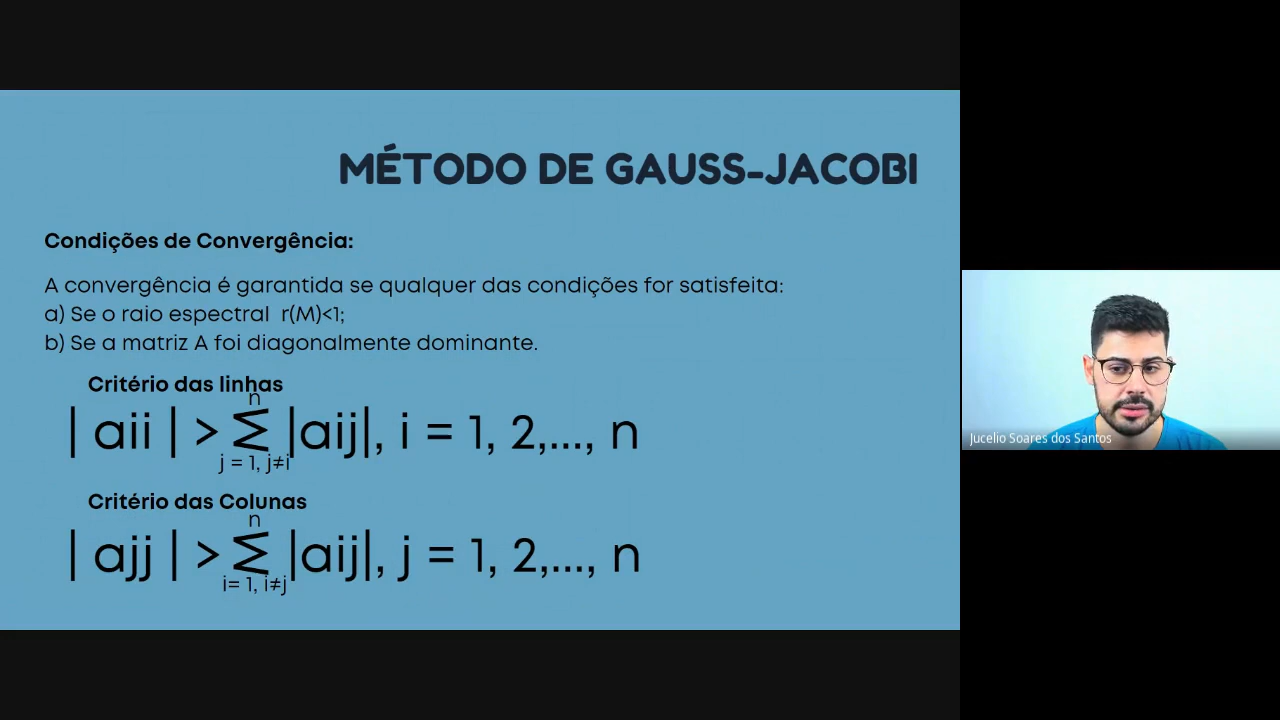 MÉTODO DE GAUSS-JACOBI
Condições de Convergência:
A convergência é garantida se qualquer das condições for satisfeita:
a) Se o raio espectral r(M)<1;
b) Se a matriz A foi diagonalmente dominante.
Critério das linhas
n
| aii | > Σ |aij|, i = 1, 2,..., n
j = 1, j≠i
Critério das Colunas
n
| ajj | > Σ |aij|, j = 1, 2,..., n
i= 1, i≠j
Jucelio Soares dos Santos